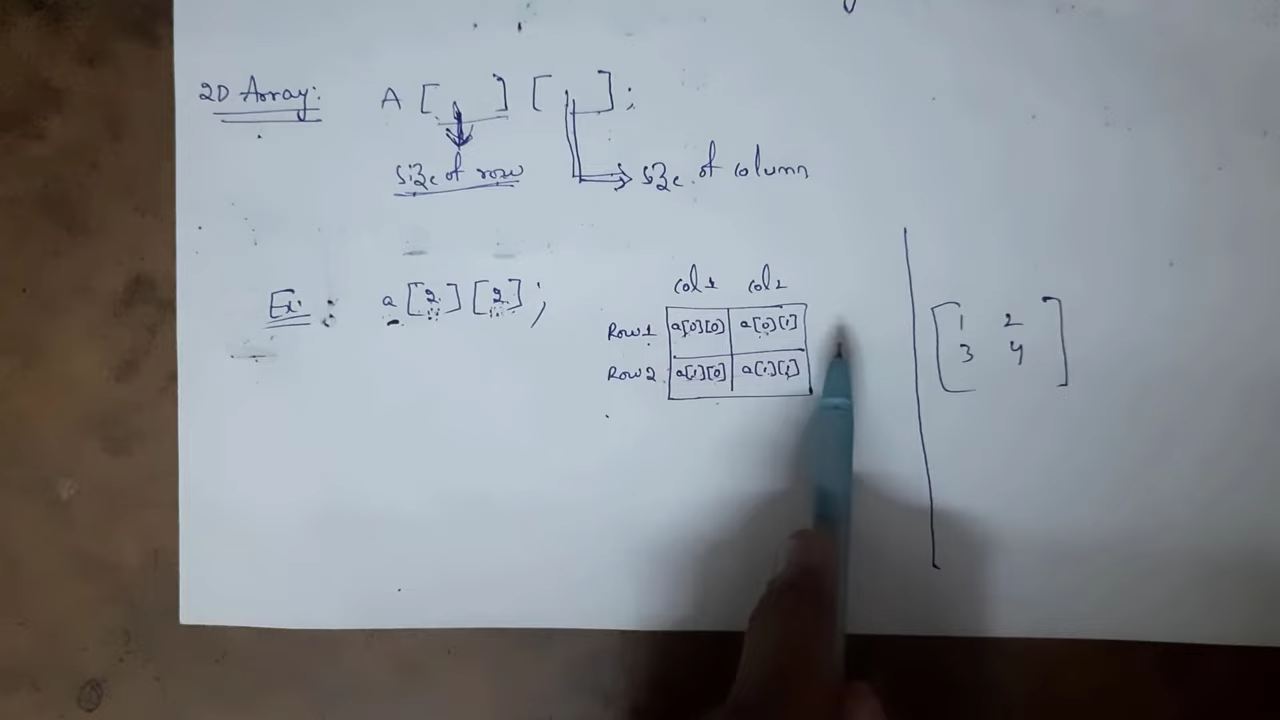 2D Array: A [ ] [ ] ;
size of row
size of column
Ex: a [2] [2] ;
col1 col2
Row1 a[0][0] a[0][1]
Row2 a[1][0] a[1][1]
1 2
3 4